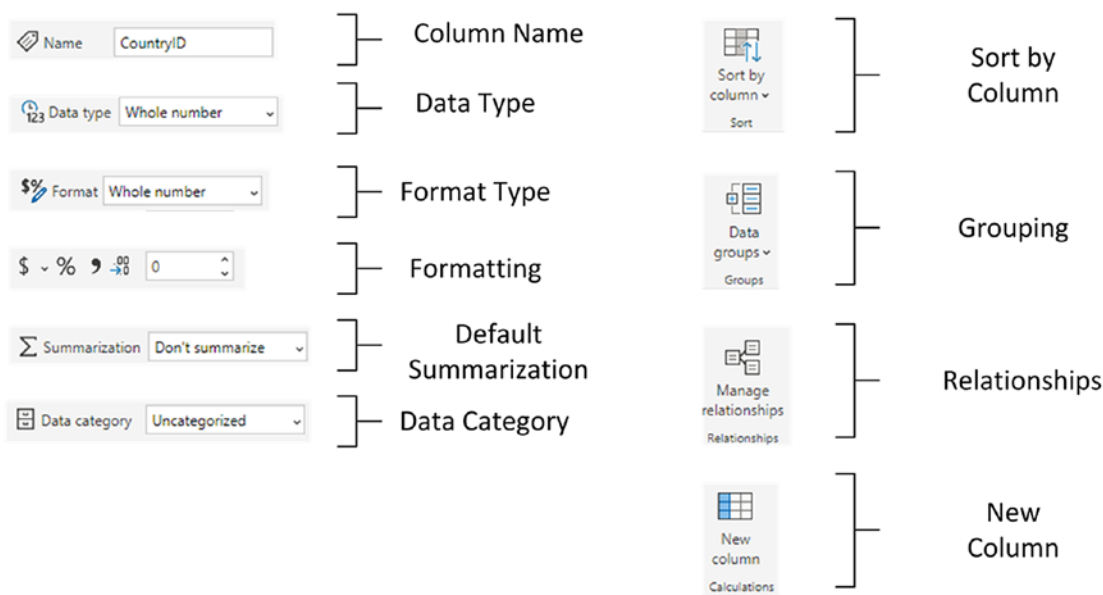 Name CountryID
Column Name
Data type Whole number
Data Type
Format Whole number
Format Type
$ % , .00 0
Formatting
Summarization Don't summarize
Default
Summarization
Data category Uncategorized
Data Category
Sort by
column
Sort
Sort by
Column
Data
groups
Groups
Grouping
Manage
relationships
Relationships
Relationships
New
column
Calculations
New
Column